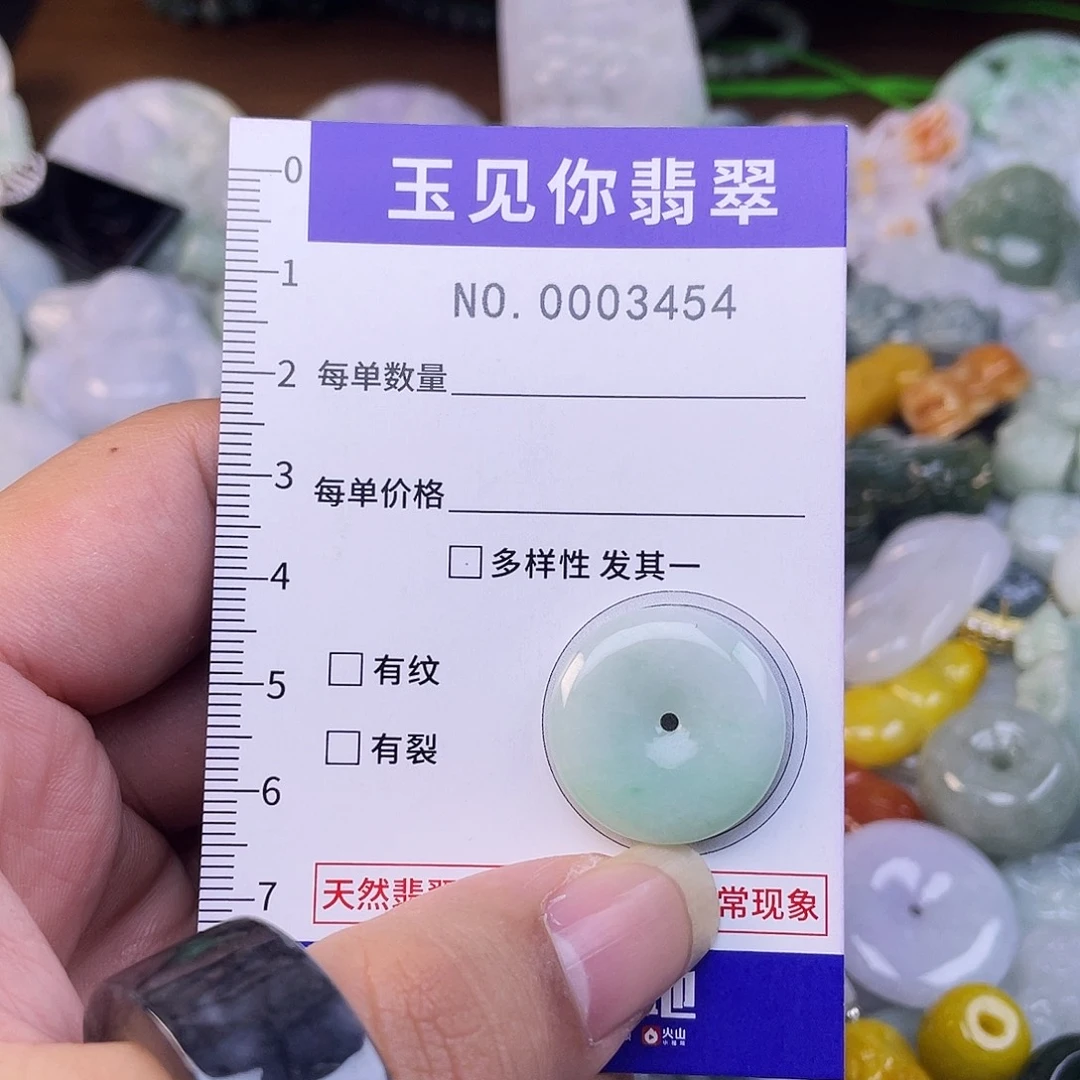 玉见你翡翠
0
NO. 0003454
1
2 每单数量
3 每单价格
4 多样性 发其一
5 有纹
有裂
6
7 天然翡 常现象
火山